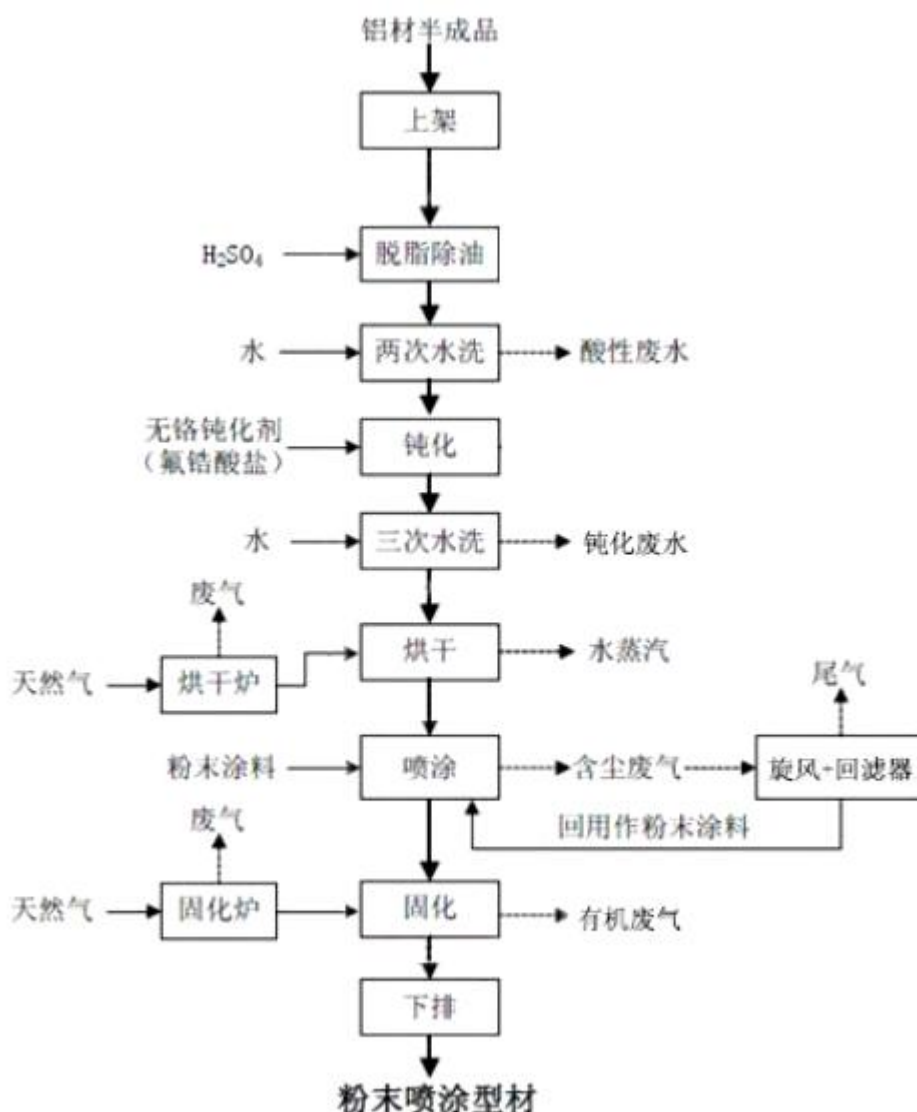 铝材半成品
上架
H₂SO₄
脱脂除油
水
两次水洗
酸性废水
无铬钝化剂
（氟锆酸盐）
钝化
水
三次水洗
钝化废水
废气
天然气
烘干炉
烘干
水蒸汽
尾气
粉末涂料
喷涂
含尘废气
旋风+回滤器
回用作粉末涂料
废气
天然气
固化炉
固化
有机废气
下排
粉末喷涂型材